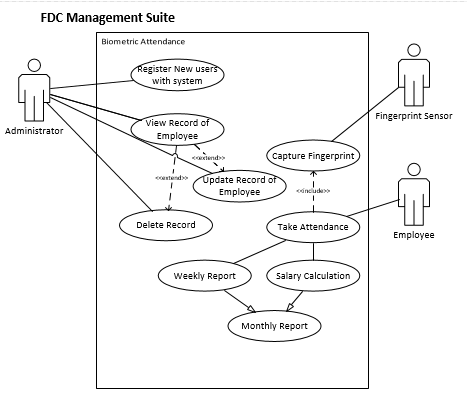 FDC Management Suite
Biometric Attendance
Register New users
with system
Administrator
View Record of
Employee
Fingerprint Sensor
<<extend>>
Capture Fingerprint
<<extend>>
Update Record of
Employee
<<include>>
Delete Record
Take Attendance
Employee
Weekly Report
Salary Calculation
Monthly Report